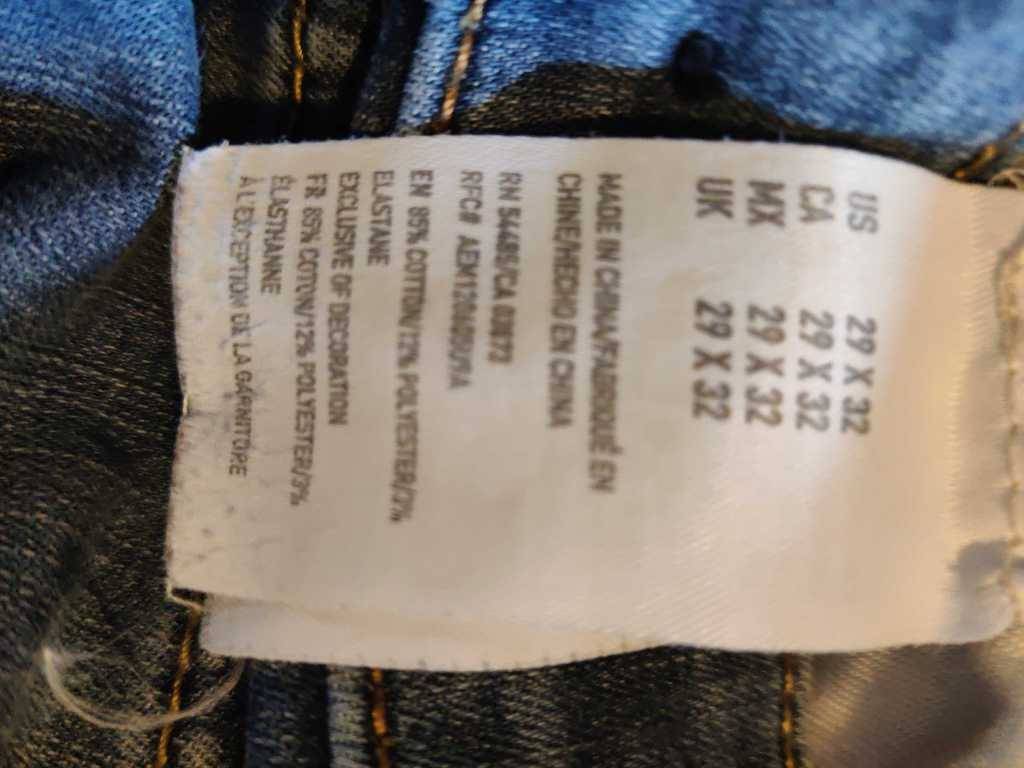 US 29 X 32
CA 29 X 32
MX 29 X 32
UK 29 X 32
MADE IN CHINA/FABRIQUÉ EN
CHINE/HECHO EN CHINA
RN 54485/CA 03873
RFC#
EN 85% COTTON/12% POLYESTER/3%
ELASTANE
EXCLUSIVE OF DECORATION
FR 85% COTON/12% POLYESTER/3%
ÉLASTHANNE
À L'EXCEPTION DE LA GARNITURE